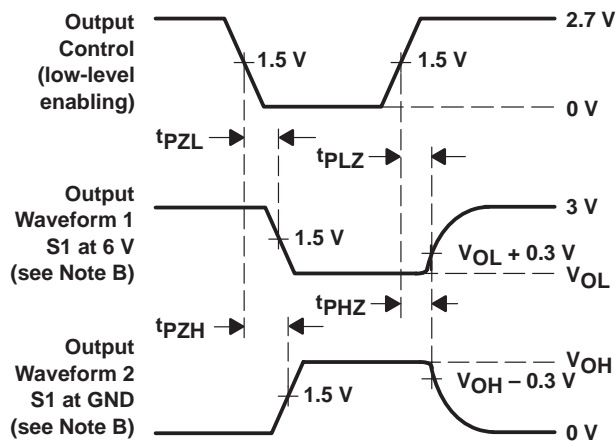 Output
Control
(low-level
enabling)
1.5 V
1.5 V
2.7 V
0 V
tPZL
tPLZ
Output
Waveform 1
S1 at 6 V
(see Note B)
1.5 V
3 V
VOL + 0.3 V
VOL
tPZH
tPHZ
Output
Waveform 2
S1 at GND
(see Note B)
1.5 V
VOH
VOH – 0.3 V
0 V